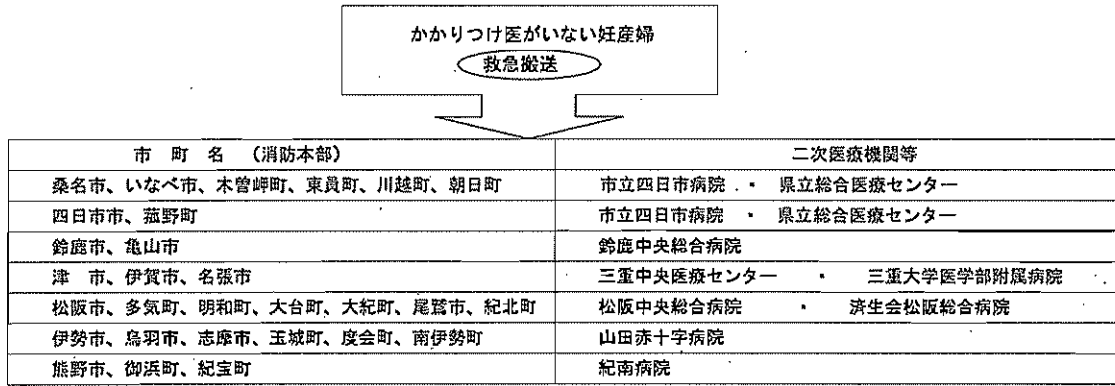 かかりつけ医がいない妊産婦
救急搬送
市　町　名　（消防本部）　二次医療機関等
桑名市、いなべ市、木曽岬町、東員町、川越町、朝日町　市立四日市病院　・　県立総合医療センター
四日市市、菰野町　市立四日市病院　・　県立総合医療センター
鈴鹿市、亀山市　鈴鹿中央総合病院
津　市、伊賀市、名張市　三重中央医療センター　・　三重大学医学部附属病院
松阪市、多気町、明和町、大台町、大紀町、尾鷲市、紀北町　松阪中央総合病院　・　済生会松阪総合病院
伊勢市、鳥羽市、志摩市、玉城町、度会町、南伊勢町　山田赤十字病院
熊野市、御浜町、紀宝町　紀南病院